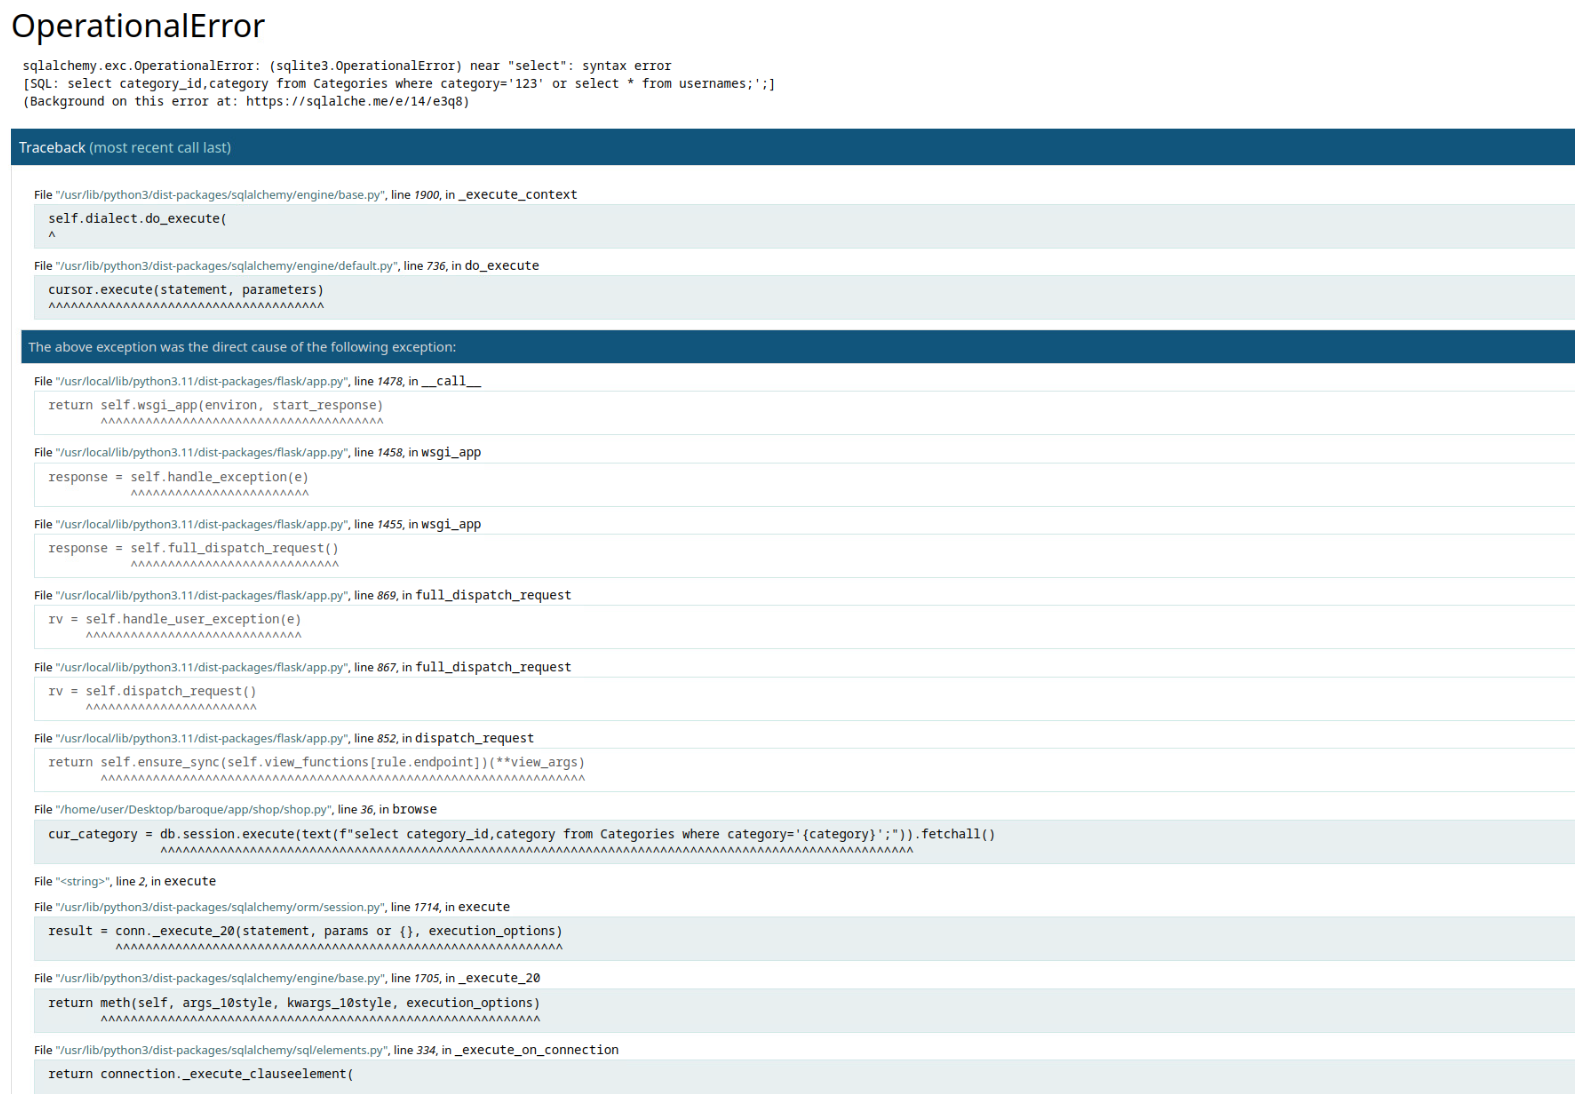 OperationalError
sqlalchemy.exc.OperationalError: (sqlite3.OperationalError) near "select": syntax error
[SQL: select category_id,category from Categories where category='123' or select * from usernames;';]
(Background on this error at: https://sqlalche.me/e/14/e3q8)
Traceback (most recent call last)
File "/usr/lib/python3/dist-packages/sqlalchemy/engine/base.py", line 1900, in _execute_context
self.dialect.do_execute(
^
File "/usr/lib/python3/dist-packages/sqlalchemy/engine/default.py", line 736, in do_execute
cursor.execute(statement, parameters)
^^^^^^^^^^^^^^^^^^^^^^^^^^^^^^^^^^^^^
The above exception was the direct cause of the following exception:
File "/usr/local/lib/python3.11/dist-packages/flask/app.py", line 1478, in __call__
return self.wsgi_app(environ, start_response)
       ^^^^^^^^^^^^^^^^^^^^^^^^^^^^^^^^^^^^^^
File "/usr/local/lib/python3.11/dist-packages/flask/app.py", line 1458, in wsgi_app
response = self.handle_exception(e)
           ^^^^^^^^^^^^^^^^^^^^^^^^
File "/usr/local/lib/python3.11/dist-packages/flask/app.py", line 1455, in wsgi_app
response = self.full_dispatch_request()
           ^^^^^^^^^^^^^^^^^^^^^^^^^^^^
File "/usr/local/lib/python3.11/dist-packages/flask/app.py", line 869, in full_dispatch_request
rv = self.handle_user_exception(e)
     ^^^^^^^^^^^^^^^^^^^^^^^^^^^^^
File "/usr/local/lib/python3.11/dist-packages/flask/app.py", line 867, in full_dispatch_request
rv = self.dispatch_request()
     ^^^^^^^^^^^^^^^^^^^^^^^
File "/usr/local/lib/python3.11/dist-packages/flask/app.py", line 852, in dispatch_request
return self.ensure_sync(self.view_functions[rule.endpoint])(**view_args)
       ^^^^^^^^^^^^^^^^^^^^^^^^^^^^^^^^^^^^^^^^^^^^^^^^^^^^^^^^^^^^^^^^^
File "/home/user/Desktop/baroque/app/shop/shop.py", line 36, in browse
cur_category = db.session.execute(text(f"select category_id,category from Categories where category='{category}';")).fetchall()
               ^^^^^^^^^^^^^^^^^^^^^^^^^^^^^^^^^^^^^^^^^^^^^^^^^^^^^^^^^^^^^^^^^^^^^^^^^^^^^^^^^^^^^^^^^^^^^^^^^^^^^
File "<string>", line 2, in execute
File "/usr/lib/python3/dist-packages/sqlalchemy/orm/session.py", line 1714, in execute
result = conn._execute_20(statement, params or {}, execution_options)
         ^^^^^^^^^^^^^^^^^^^^^^^^^^^^^^^^^^^^^^^^^^^^^^^^^^^^^^^^^^^^
File "/usr/lib/python3/dist-packages/sqlalchemy/engine/base.py", line 1705, in _execute_20
return meth(self, args_10style, kwargs_10style, execution_options)
       ^^^^^^^^^^^^^^^^^^^^^^^^^^^^^^^^^^^^^^^^^^^^^^^^^^^^^^^^^^^
File "/usr/lib/python3/dist-packages/sqlalchemy/sql/elements.py", line 334, in _execute_on_connection
return connection._execute_clauseelement(